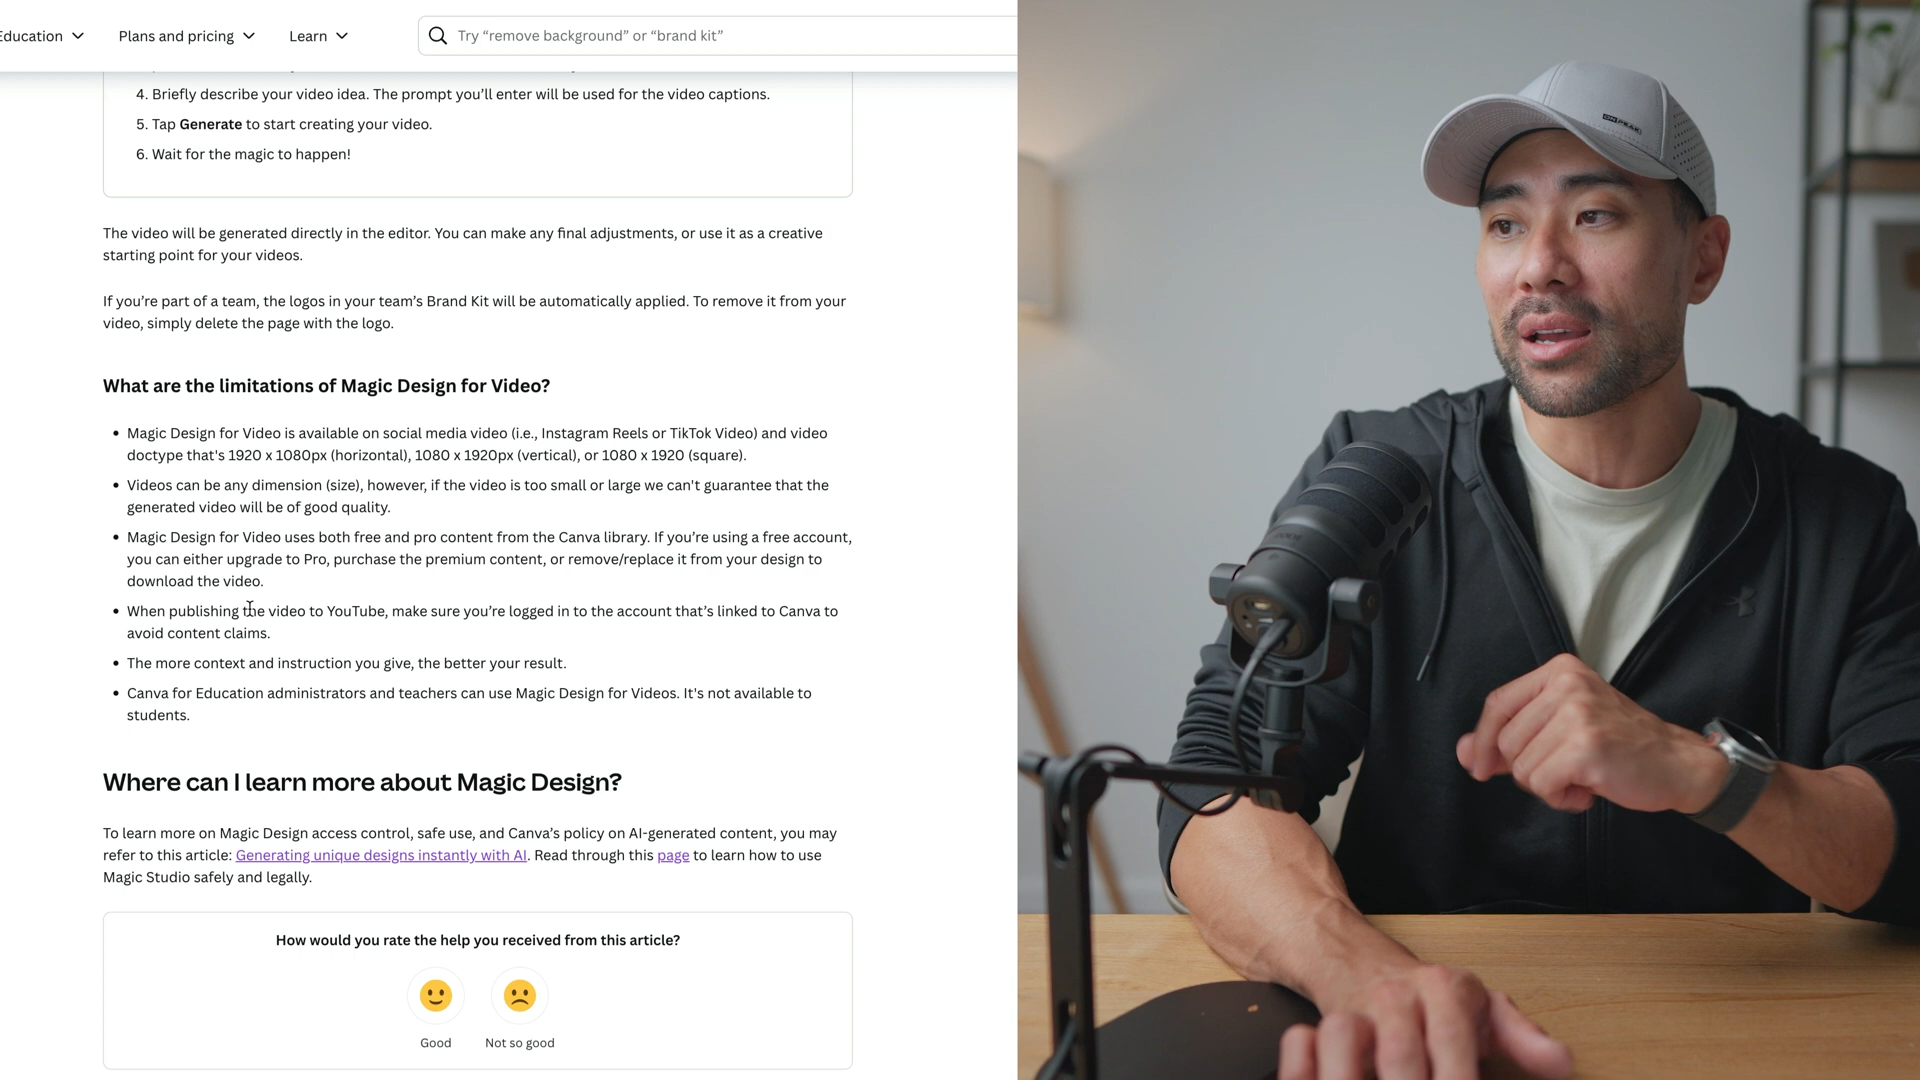 Education
Plans and pricing
Learn
Try “remove background” or “brand kit”
4. Briefly describe your video idea. The prompt you’ll enter will be used for the video captions.
5. Tap Generate to start creating your video.
6. Wait for the magic to happen!
The video will be generated directly in the editor. You can make any final adjustments, or use it as a creative
starting point for your videos.
If you’re part of a team, the logos in your team’s Brand Kit will be automatically applied. To remove it from your
video, simply delete the page with the logo.
What are the limitations of Magic Design for Video?
• Magic Design for Video is available on social media video (i.e., Instagram Reels or TikTok Video) and video
doctype that's 1920 x 1080px (horizontal), 1080 x 1920px (vertical), or 1080 x 1920 (square).
• Videos can be any dimension (size), however, if the video is too small or large we can't guarantee that the
generated video will be of good quality.
• Magic Design for Video uses both free and pro content from the Canva library. If you’re using a free account,
you can either upgrade to Pro, purchase the premium content, or remove/replace it from your design to
download the video.
• When publishing the video to YouTube, make sure you’re logged in to the account that’s linked to Canva to
avoid content claims.
• The more context and instruction you give, the better your result.
• Canva for Education administrators and teachers can use Magic Design for Videos. It's not available to
students.
Where can I learn more about Magic Design?
To learn more on Magic Design access control, safe use, and Canva’s policy on AI-generated content, you may
refer to this article: Generating unique designs instantly with AI. Read through this page to learn how to use
Magic Studio safely and legally.
How would you rate the help you received from this article?
Good
Not so good
ON PEAK